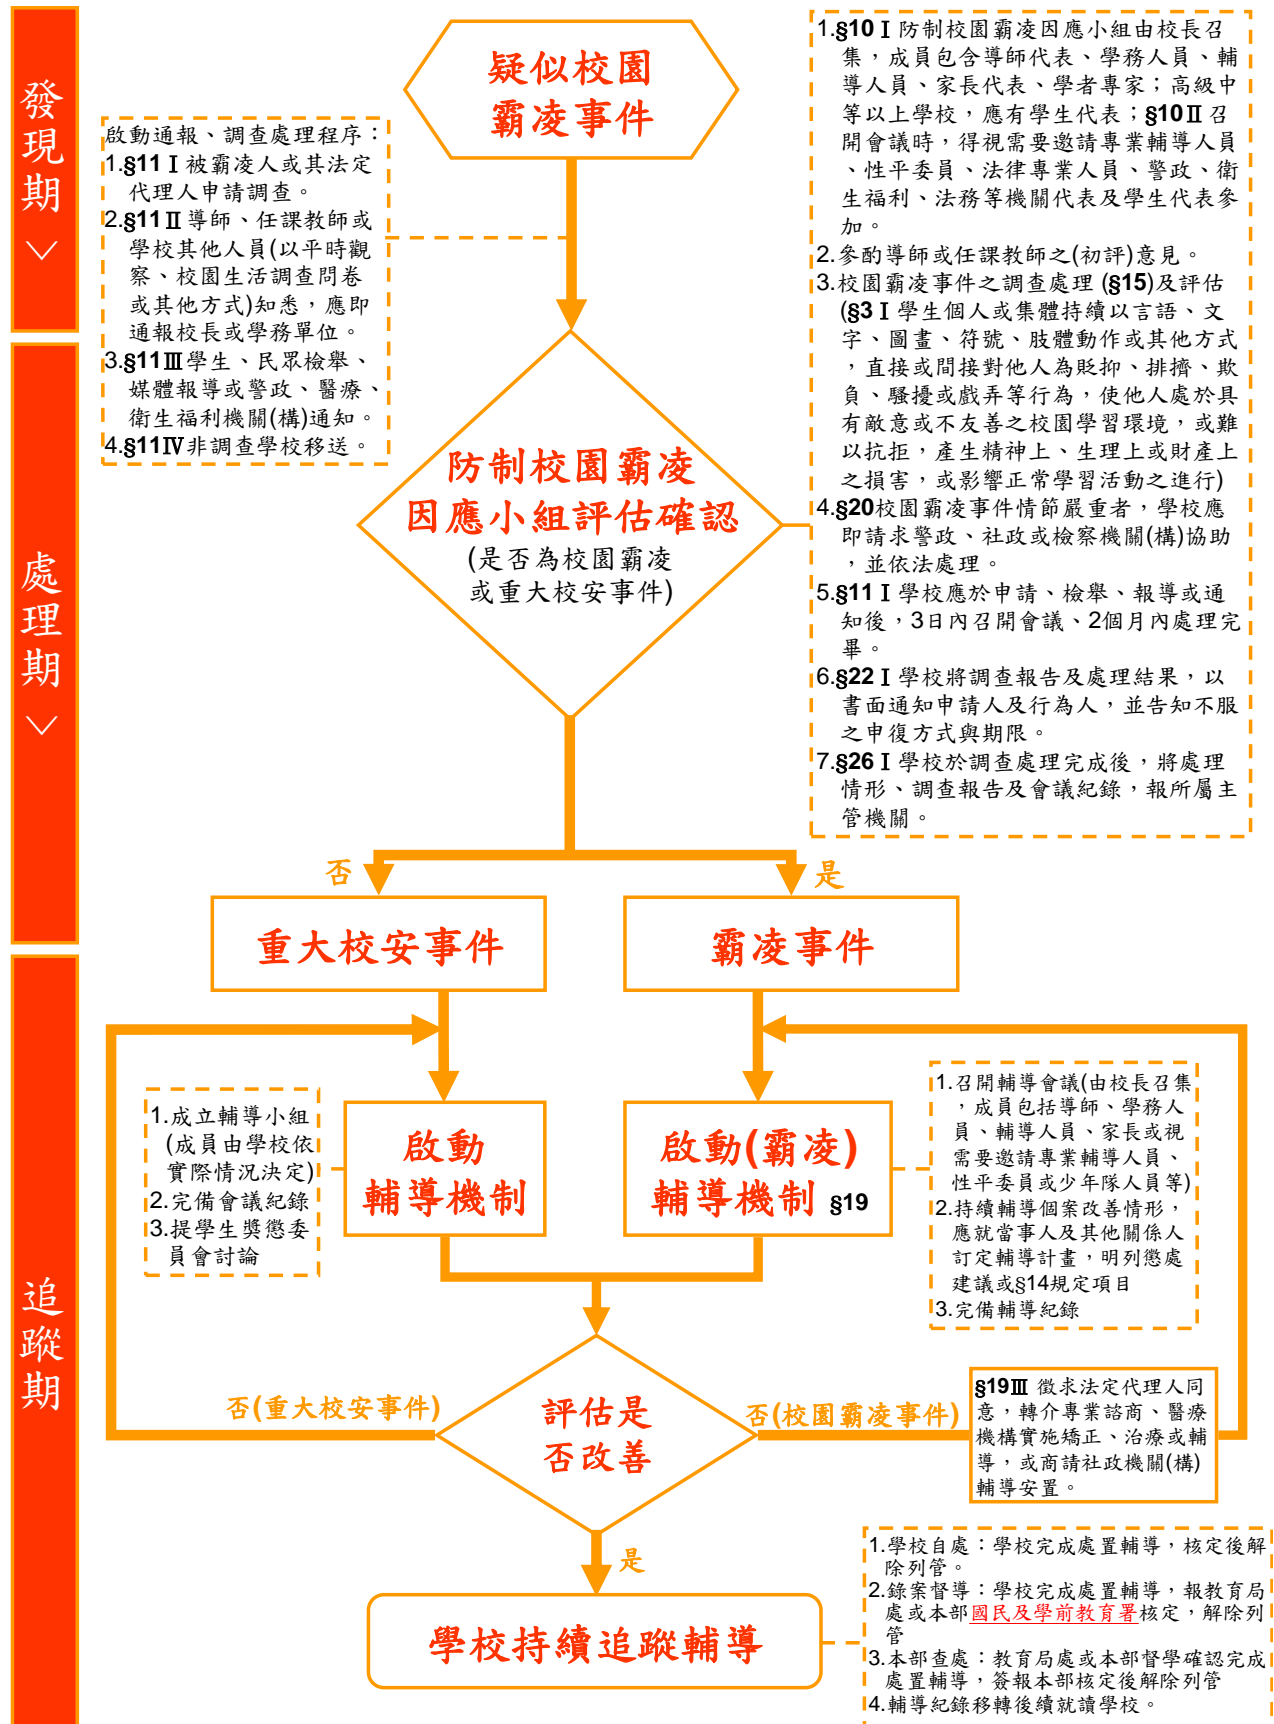 發現期
疑似校園
霸凌事件
啟動通報、調查處理程序：
1.§11Ⅰ被霸凌人或其法定
代理人申請調查。
2.§11Ⅱ導師、任課教師或
學校其他人員(以平時觀
察、校園生活調查問卷
或其他方式)知悉，應即
通報校長或學務單位。
3.§11Ⅲ學生、民眾檢舉、
媒體報導或警政、醫療、
衛生福利機關(構)通知。
4.§11Ⅳ非調查學校移送。
1.§10Ⅰ防制校園霸凌因應小組由校長召
集，成員包含導師代表、學務人員、輔
導人員、家長代表、學者專家；高級中
等以上學校，應有學生代表；§10Ⅱ召
開會議時，得視需要邀請專業輔導人員
、性平委員、法律專業人員、警政、衛
生福利、法務等機關代表及學生代表參
加。
2.參酌導師或任課教師之(初評)意見。
3.校園霸凌事件之調查處理 (§15)及評估
(§3Ⅰ學生個人或集體持續以言語、文
字、圖畫、符號、肢體動作或其他方式
，直接或間接對他人為貶抑、排擠、欺
負、騷擾或戲弄等行為，使他人處於具
有敵意或不友善之校園學習環境，或難
以抗拒，產生精神上、生理上或財產上
之損害，或影響正常學習活動之進行)
4.§20校園霸凌事件情節嚴重者，學校應
即請求警政、社政或檢察機關(構)協助
，並依法處理。
5.§11Ⅰ學校應於申請、檢舉、報導或通
知後，3日內召開會議、2個月內處理完
畢。
6.§22Ⅰ學校將調查報告及處理結果，以
書面通知申請人及行為人，並告知不服
之申復方式與期限。
7.§26Ⅰ學校於調查處理完成後，將處理
情形、調查報告及會議紀錄，報所屬主
管機關。
處理期
防制校園霸凌
因應小組評估確認
(是否為校園霸凌
或重大校安事件)
否
是
重大校安事件
霸凌事件
追蹤期
1.成立輔導小組
(成員由學校依
實際情況決定)
2.完備會議紀錄
3.提學生獎懲委
員會討論
啟動
輔導機制
啟動(霸凌)
輔導機制 §19
1.召開輔導會議(由校長召集
，成員包括導師、學務人
員、輔導人員、家長或視
需要邀請專業輔導人員、
性平委員或少年隊人員等)
2.持續輔導個案改善情形，
應就當事人及其他關係人
訂定輔導計畫，明列懲處
建議或§14規定項目
3.完備輔導紀錄
否(重大校安事件)
評估是
否改善
否(校園霸凌事件)
§19Ⅲ 徵求法定代理人同
意，轉介專業諮商、醫療
機構實施矯正、治療或輔
導，或商請社政機關(構)
輔導安置。
是
學校持續追蹤輔導
1.學校自處：學校完成處置輔導，核定後解
除列管。
2.錄案督導：學校完成處置輔導，報教育局
處或本部國民及學前教育署核定，解除列
管
3.本部查處：教育局處或本部督學確認完成
處置輔導，簽報本部核定後解除列管
4.輔導紀錄移轉後續就讀學校。